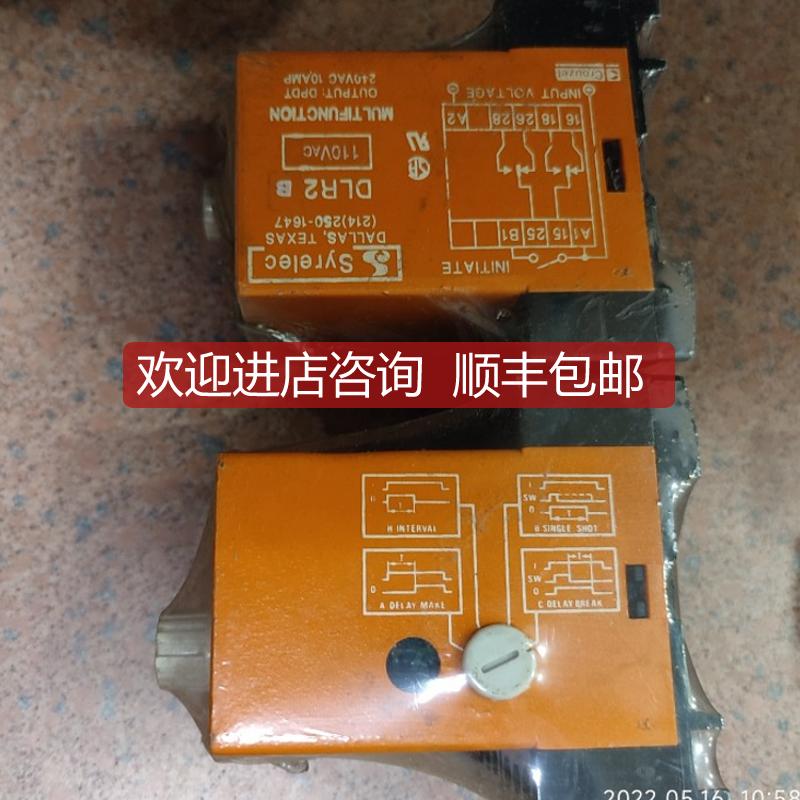 Syrelec
DALLAS, TEXAS
(214)250-1647
DLR2 B
110VAC
MULTIFUNCTION
OUTPUT: DPDT
240VAC 10AMP
INITIATE
A1 15 25 B1
16 18 26 28 A2
INPUT VOLTAGE
Crouzet
欢迎进店咨询 顺丰包邮
T
H INTERVAL
I
SW
O
T
B SINGLE SHOT
T
O
A DELAY MAKE
T
I
SW
O
C DELAY BREAK
2022.05.16 10:58